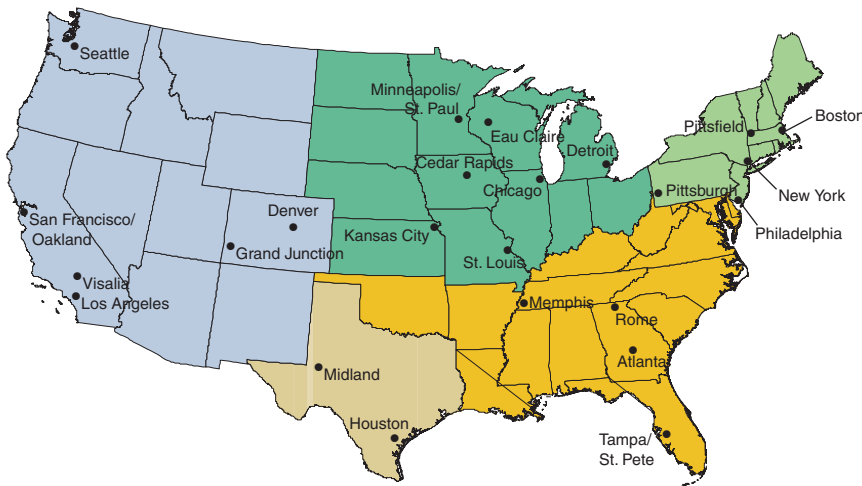 Seattle
Minneapolis/
St. Paul
Eau Claire
Pittsfield
Boston
Detroit
Cedar Rapids
Chicago
Pittsburgh
New York
San Francisco/
Oakland
Denver
Kansas City
Philadelphia
Grand Junction
St. Louis
Visalia
Los Angeles
Memphis
Rome
Atlanta
Midland
Houston
Tampa/
St. Pete